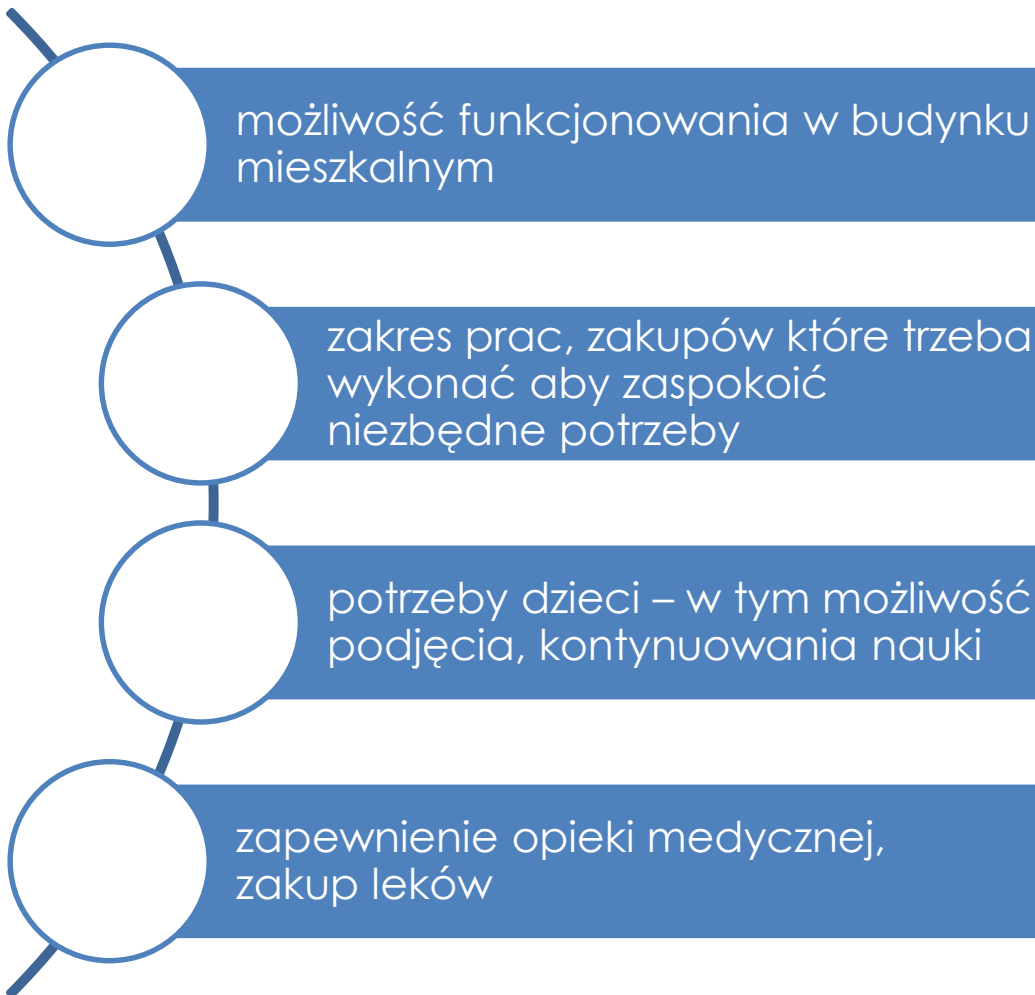 możliwość funkcjonowania w budynku
mieszkalnym
zakres prac, zakupów które trzeba
wykonać aby zaspokoić
niezbędne potrzeby
potrzeby dzieci – w tym możliwość
podjęcia, kontynuowania nauki
zapewnienie opieki medycznej,
zakup leków